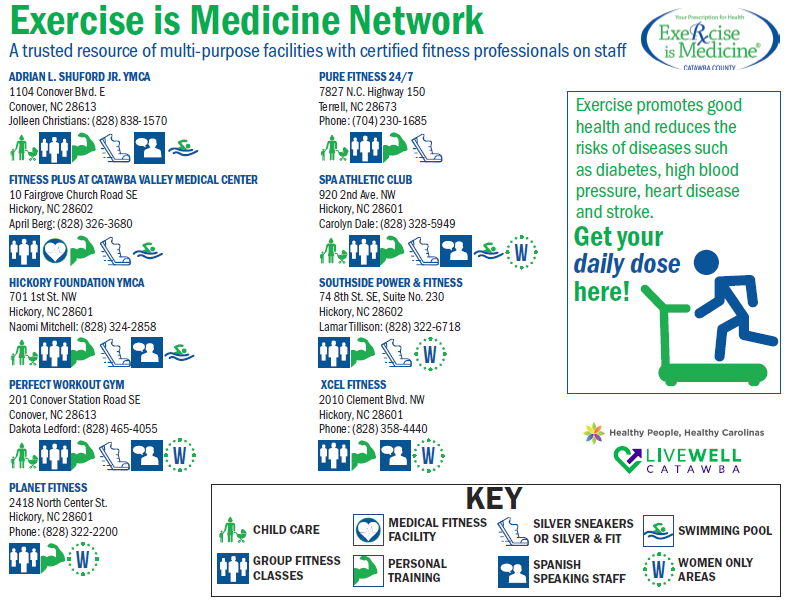 Exercise is Medicine Network
A trusted resource of multi-purpose facilities with certified fitness professionals on staff
Your Prescription for Health
ExeRcise
is Medicine®
CATAWBA COUNTY
ADRIAN L. SHUFORD JR. YMCA
1104 Conover Blvd. E
Conover, NC 28613
Jolleen Christians: (828) 838-1570
FITNESS PLUS AT CATAWBA VALLEY MEDICAL CENTER
10 Fairgrove Church Road SE
Hickory, NC 28602
April Berg: (828) 326-3680
HICKORY FOUNDATION YMCA
701 1st St. NW
Hickory, NC 28601
Naomi Mitchell: (828) 324-2858
PERFECT WORKOUT GYM
201 Conover Station Road SE
Conover, NC 28613
Dakota Ledford: (828) 465-4055
W
PLANET FITNESS
2418 North Center St.
Hickory, NC 28601
Phone: (828) 322-2200
W
PURE FITNESS 24/7
7827 N.C. Highway 150
Terrell, NC 28673
Phone: (704) 230-1685
SPA ATHLETIC CLUB
920 2nd Ave. NW
Hickory, NC 28601
Carolyn Dale: (828) 328-5949
W
SOUTHSIDE POWER & FITNESS
74 8th St. SE, Suite No. 230
Hickory, NC 28602
Lamar Tillison: (828) 322-6718
W
XCEL FITNESS
2010 Clement Blvd. NW
Hickory, NC 28601
Phone: (828) 358-4440
W
Exercise promotes good
health and reduces the
risks of diseases such
as diabetes, high blood
pressure, heart disease
and stroke.
Get your
daily dose
here!
Healthy People, Healthy Carolinas
LIVEWELL
CATAWBA
KEY
CHILD CARE
GROUP FITNESS
CLASSES
MEDICAL FITNESS
FACILITY
PERSONAL
TRAINING
SILVER SNEAKERS
OR SILVER & FIT
SPANISH
SPEAKING STAFF
SWIMMING POOL
W
WOMEN ONLY
AREAS